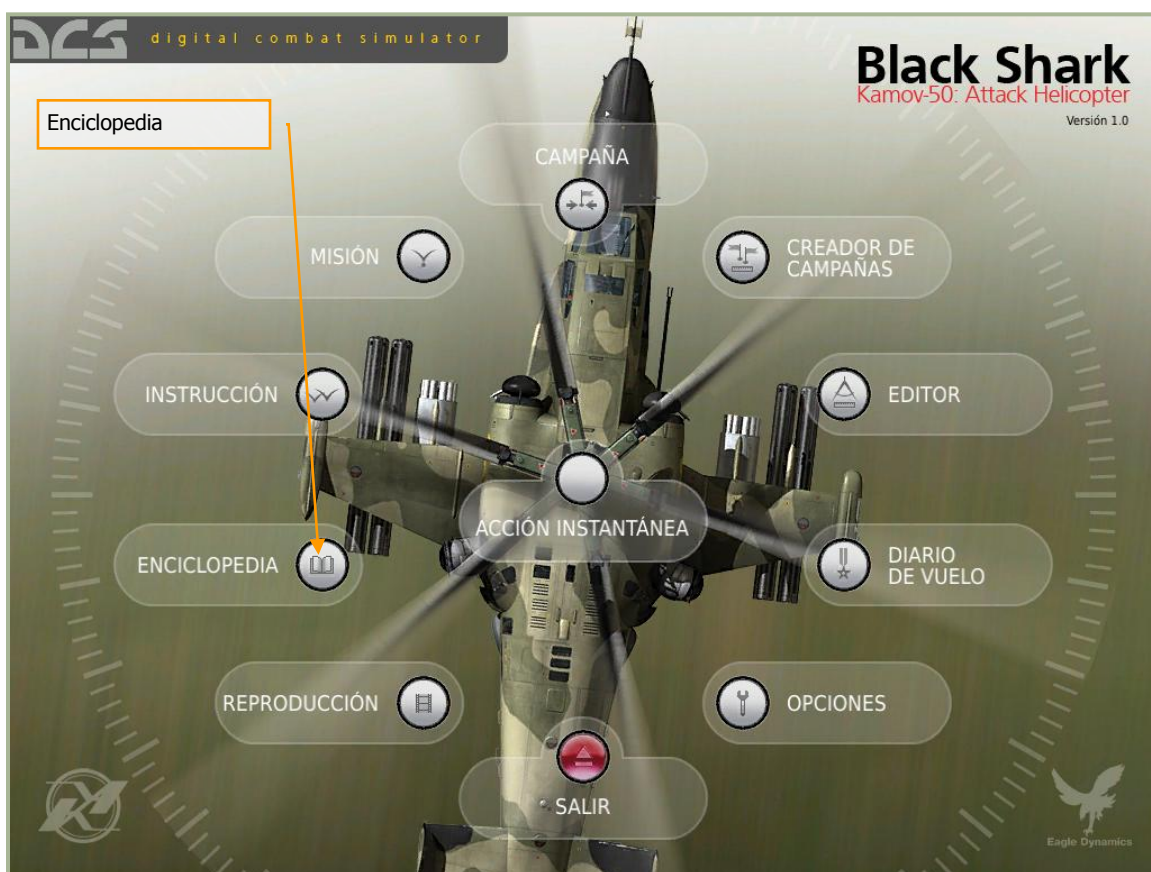 DCS digital combat simulator
Black Shark
Kamov-50: Attack Helicopter
Versión 1.0
Enciclopedia
CAMPAÑA
MISIÓN
CREADOR DE
CAMPAÑAS
INSTRUCCIÓN
EDITOR
ACCIÓN INSTANTÁNEA
ENCICLOPEDIA
DIARIO
DE VUELO
REPRODUCCIÓN
OPCIONES
SALIR
Eagle Dynamics